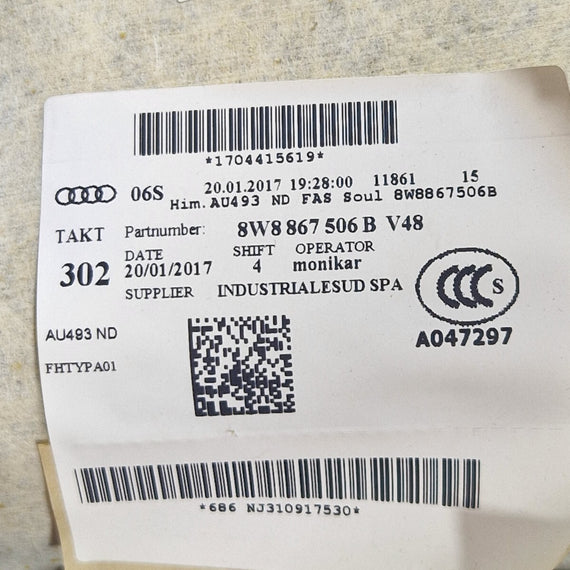 *1704415619*
06S 20.01.2017 19:28:00 11861 15
Him.AU493 ND FAS Soul 8W8867506B
TAKT Partnumber: 8W8 867 506 B V48
302 DATE SHIFT OPERATOR
20/01/2017 4 monikar
SUPPLIER INDUSTRIALESUD SPA
CCC S
A047297
AU493 ND
FHTYPA01
*686 NJ310917530*